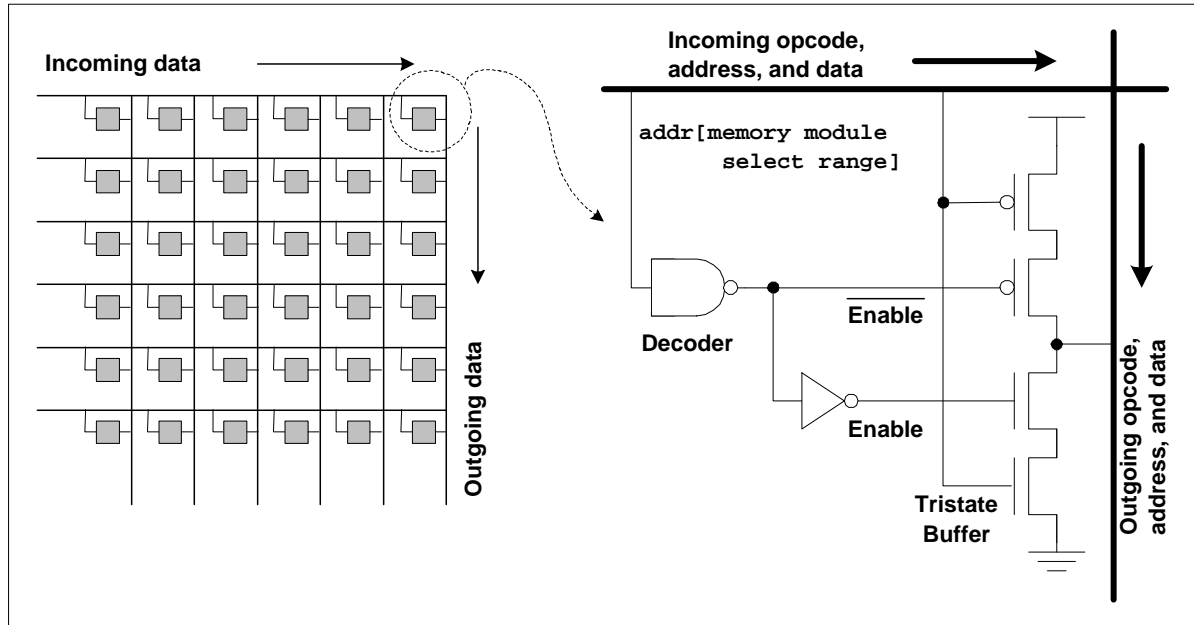 Incoming data
Outgoing data
Incoming opcode,
address, and data
addr[memory module
select range]
Decoder
Enable
Enable
Tristate
Buffer
Outgoing opcode,
address, and data